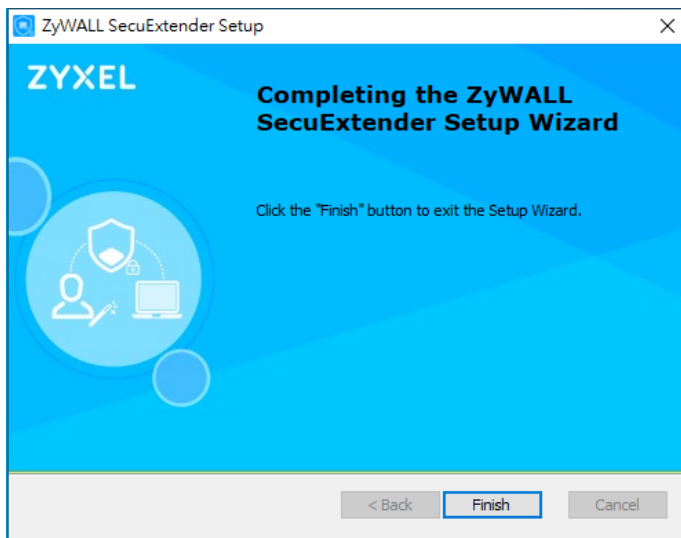 ZyWALL SecuExtender Setup
ZYXEL
Completing the ZyWALL
SecuExtender Setup Wizard
Click the "Finish" button to exit the Setup Wizard.
< Back
Finish
Cancel